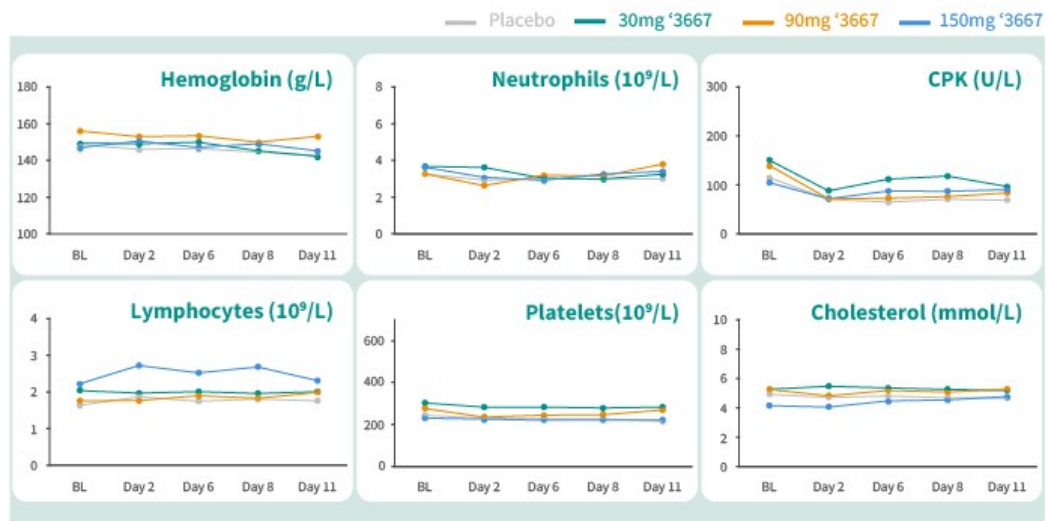 Placebo 30mg ‘3667 90mg ‘3667 150mg ‘3667
Hemoglobin (g/L)
180
160
140
120
100
BL Day 2 Day 6 Day 8 Day 11
Neutrophils (10⁹/L)
8
6
4
2
0
BL Day 2 Day 6 Day 8 Day 11
CPK (U/L)
300
200
100
0
BL Day 2 Day 6 Day 8 Day 11
Lymphocytes (10⁹/L)
4
3
2
1
0
BL Day 2 Day 6 Day 8 Day 11
Platelets(10⁹/L)
600
400
200
0
BL Day 2 Day 6 Day 8 Day 11
Cholesterol (mmol/L)
10
8
6
4
2
0
BL Day 2 Day 6 Day 8 Day 11